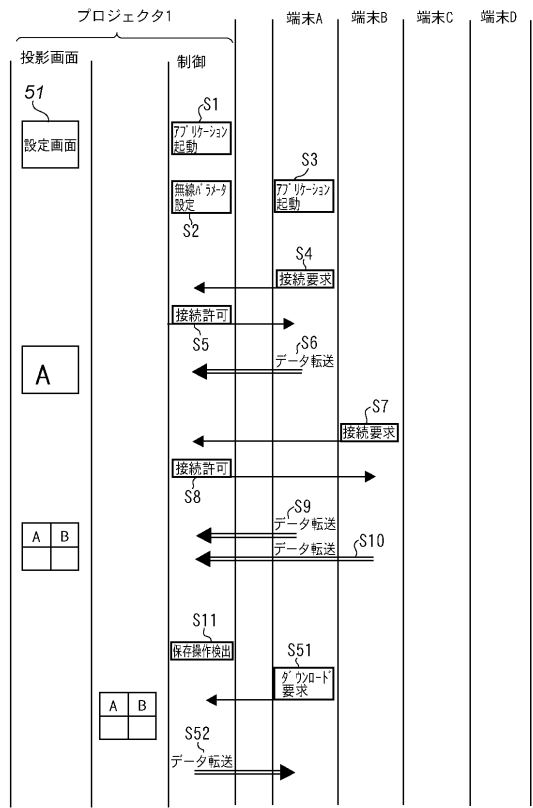 プロジェクタ1
端末A
端末B
端末C
端末D
投影画面
制御
51
設定画面
S1
アプリケーション
起動
S3
アプリケーション
起動
無線パラメータ
設定
S2
S4
接続要求
接続許可
S5
S6
データ転送
A
S7
接続要求
接続許可
S8
S9
データ転送
A B
データ転送
S10
S11
保存操作検出
S51
ダウンロード
要求
A B
S52
データ転送